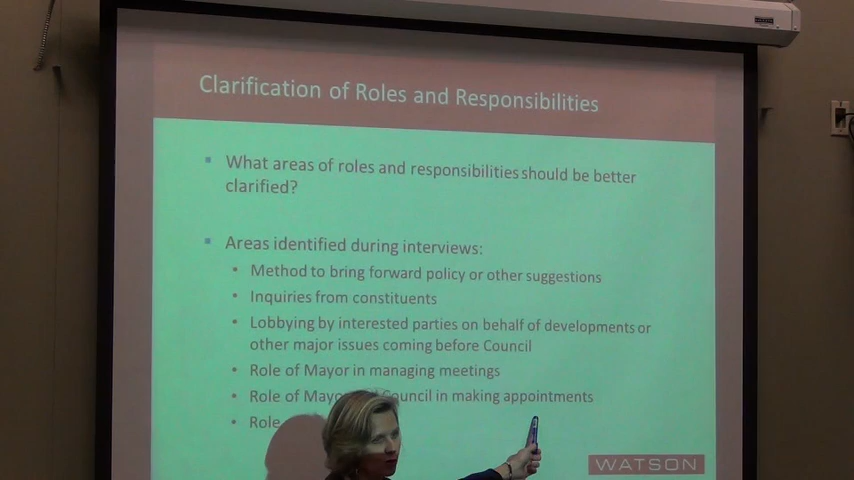 Clarification of Roles and Responsibilities
What areas of roles and responsibilities should be better
clarified?
Areas identified during interviews:
Method to bring forward policy or other suggestions
Inquiries from constituents
Lobbying by interested parties on behalf of developments or
other major issues coming before Council
Role of Mayor in managing meetings
Role of Council in making appointments
Role
WATSON